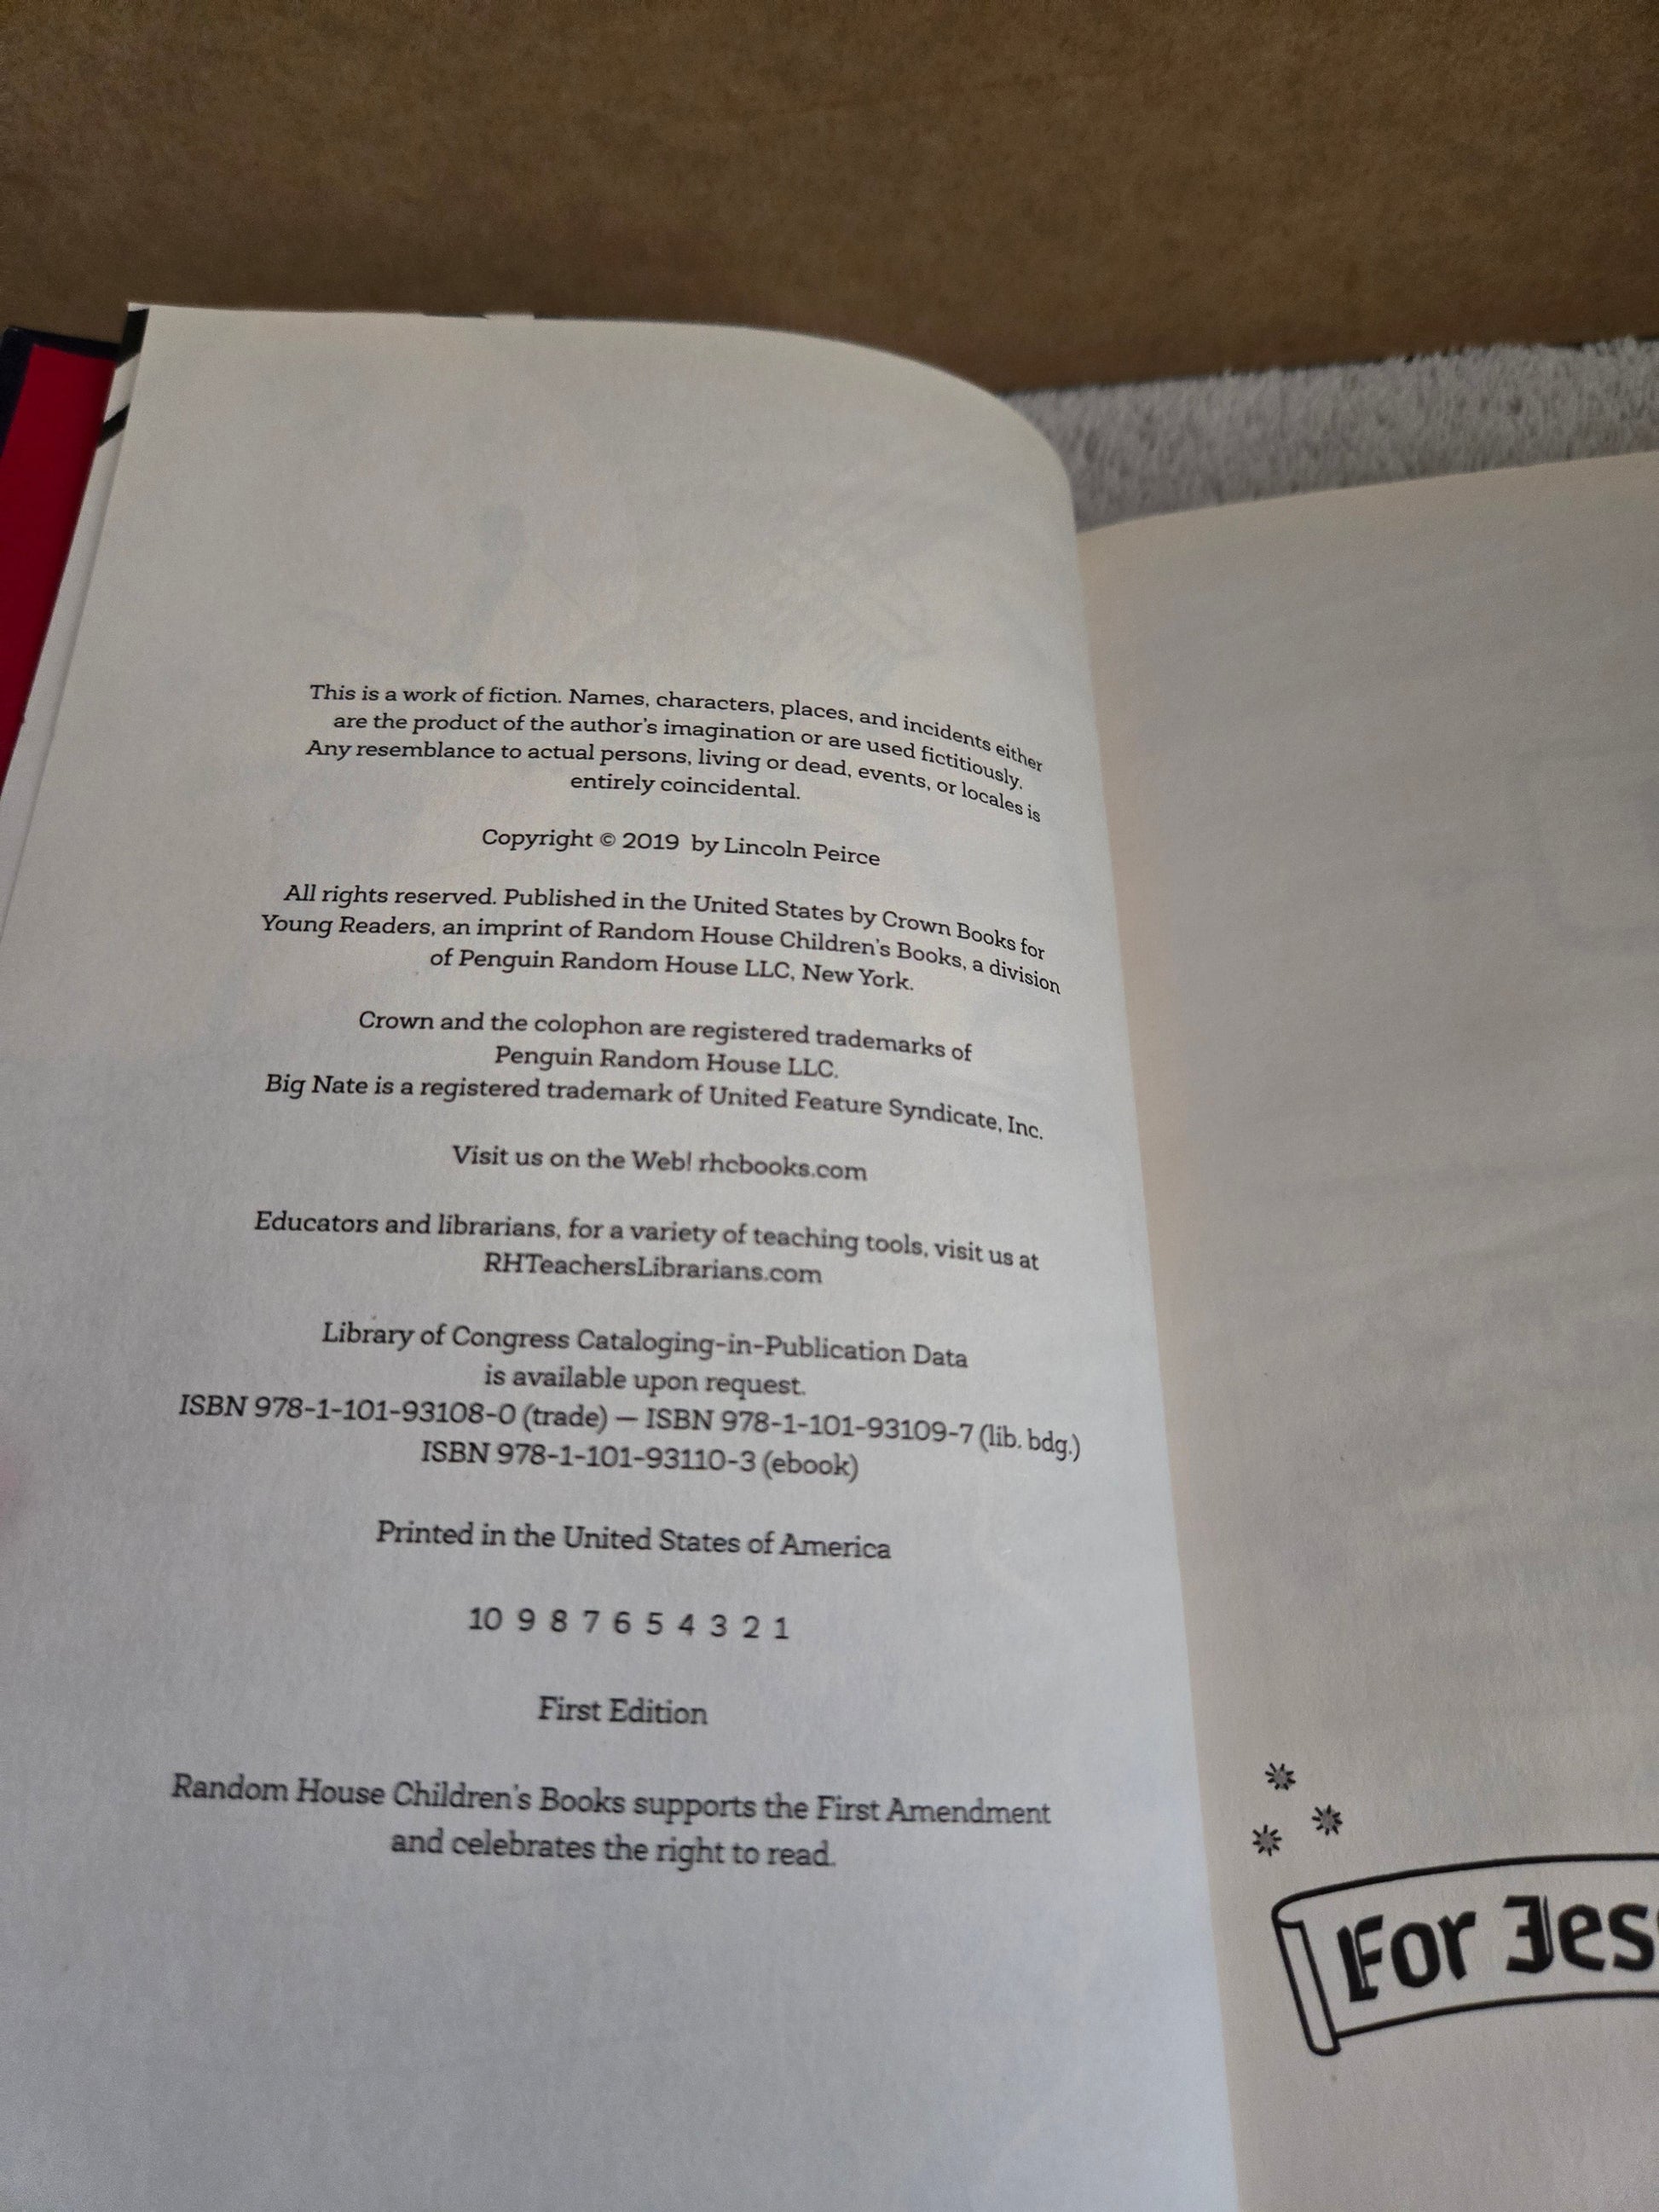 This is a work of fiction. Names, characters, places, and incidents either
are the product of the author's imagination or are used fictitiously.
Any resemblance to actual persons, living or dead, events, or locales is
entirely coincidental.
Copyright © 2019 by Lincoln Peirce
All rights reserved. Published in the United States by Crown Books for
Young Readers, an imprint of Random House Children's Books, a division
of Penguin Random House LLC, New York.
Crown and the colophon are registered trademarks of
Penguin Random House LLC.
Big Nate is a registered trademark of United Feature Syndicate, Inc.
Visit us on the Web! rhcbooks.com
Educators and librarians, for a variety of teaching tools, visit us at
RHTeachersLibrarians.com
Library of Congress Cataloging-in-Publication Data
is available upon request.
ISBN 978-1-101-93108-0 (trade) — ISBN 978-1-101-93109-7 (lib. bdg.)
ISBN 978-1-101-93110-3 (ebook)
Printed in the United States of America
10 9 8 7 6 5 4 3 2 1
First Edition
Random House Children's Books supports the First Amendment
and celebrates the right to read.
For